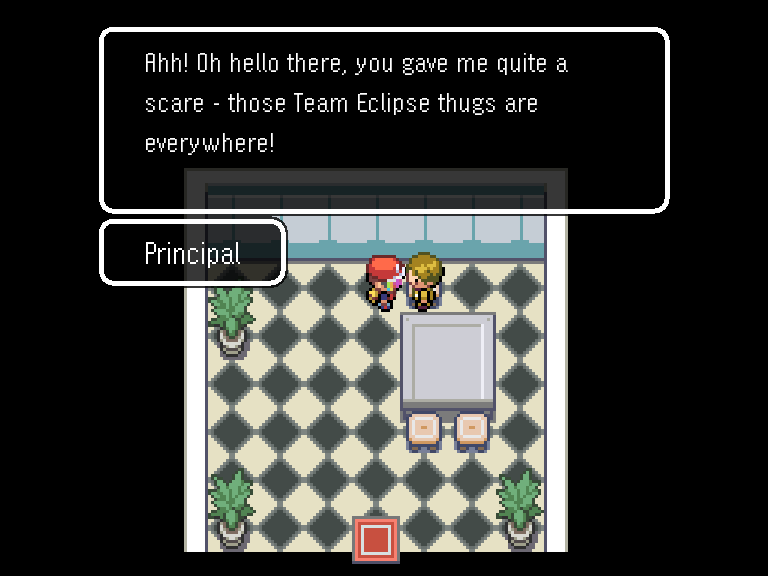 Ahh! Oh hello there, you gave me quite a
scare - those Team Eclipse thugs are
everywhere!
Principal